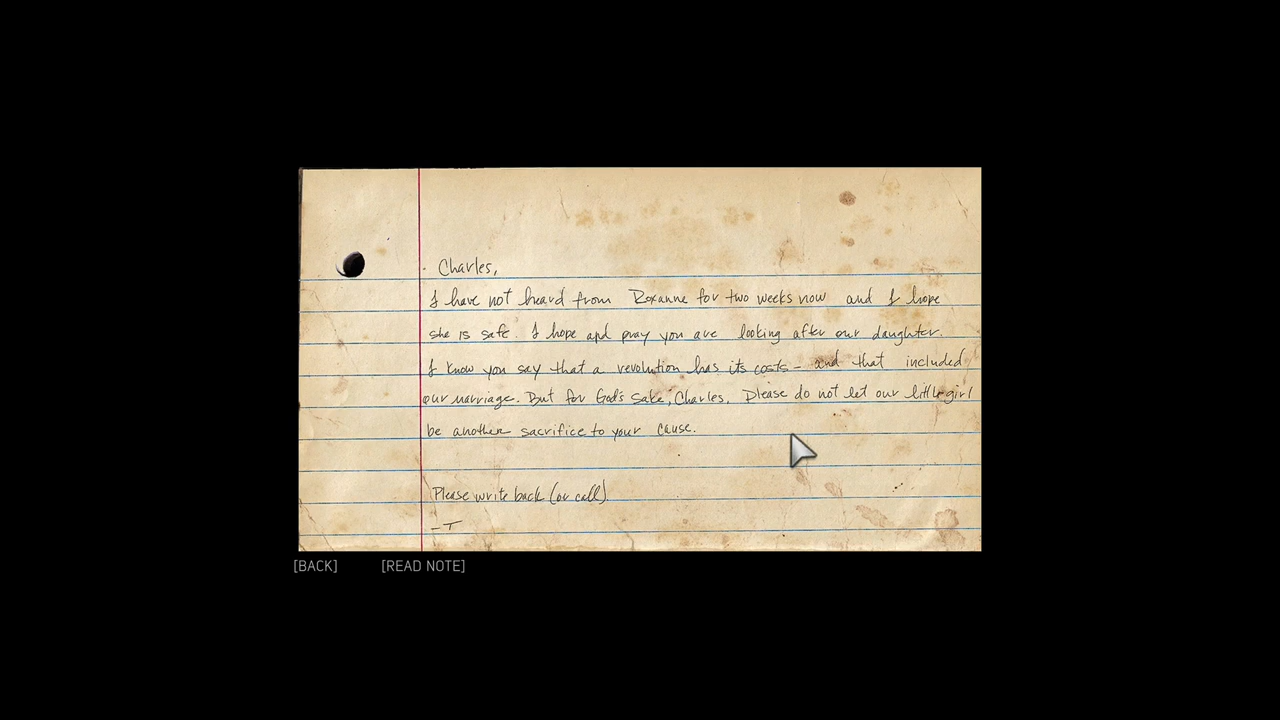 Charles,
I have not heard from Roxanne for two weeks now and I hope
she is safe. I hope and pray you are looking after our daughter.
I know you say that a revolution has its costs - and that included
our marriage. But for God's sake, Charles. Please do not let our little girl
be another sacrifice to your cause.
Please write back (or call).
-T
[BACK] [READ NOTE]